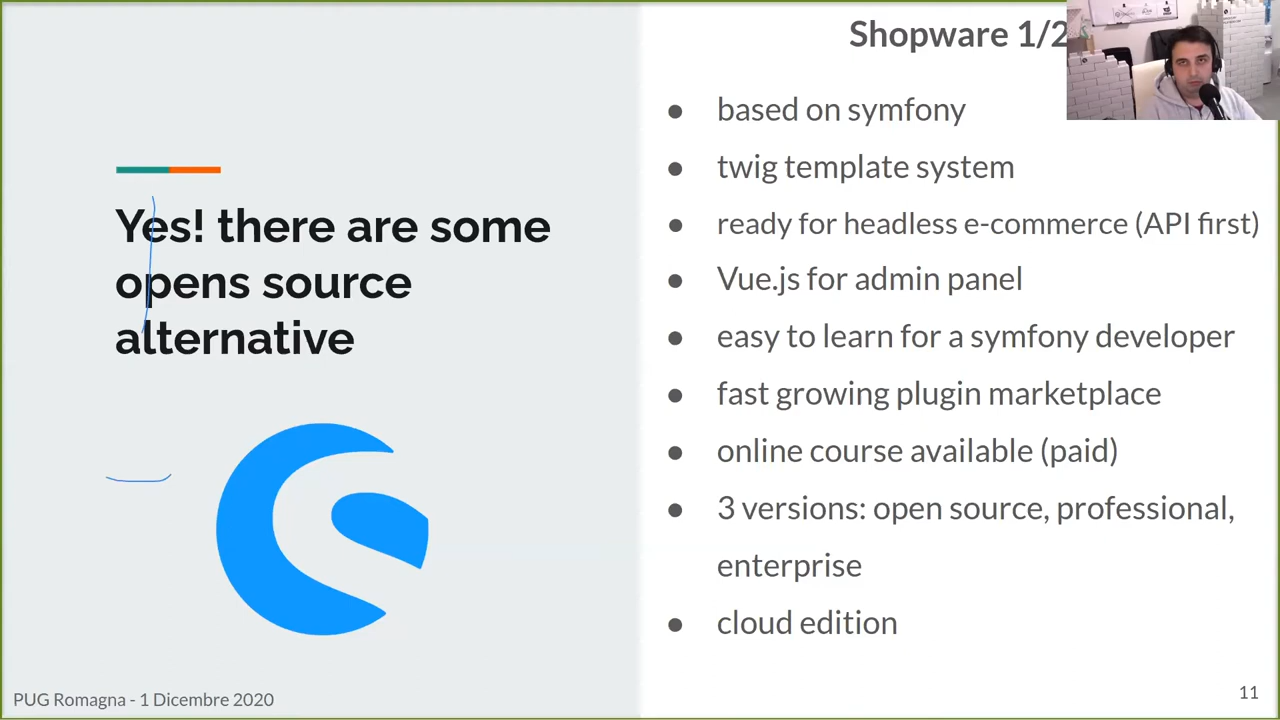 Shopware 1/2
Yes! there are some
opens source
alternative
● based on symfony
● twig template system
● ready for headless e-commerce (API first)
● Vue.js for admin panel
● easy to learn for a symfony developer
● fast growing plugin marketplace
● online course available (paid)
● 3 versions: open source, professional,
enterprise
● cloud edition
PUG Romagna - 1 Dicembre 2020
11